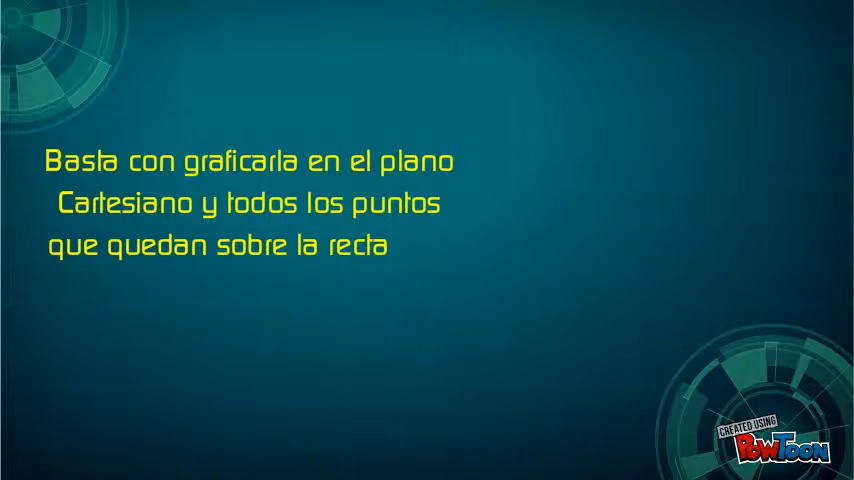 Basta con graficarla en el plano
Cartesiano y todos los puntos
que quedan sobre la recta
CREATED USING
POWTOON